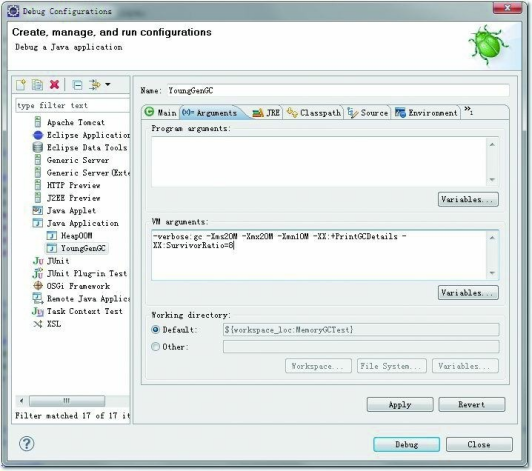 Debug Configurations
Create, manage, and run configurations
Debug a Java application
type filter text
Apache Tomcat
Eclipse Application
Eclipse Data Tools
Generic Server
Generic Server(Exte
HTTP Preview
J2EE Preview
Java Applet
Java Application
HeapOOM
YoungGenGC
JUnit
JUnit Plug-in Test
OSGi Framework
Remote Java Applic
Task Context Test
XSL
Filter matched 17 of 17 it
Name: YoungGenGC
Main (x)= Arguments JRE Classpath Source Environment »1
Program arguments:
Variables...
VM arguments:
-verbose:gc -Xms20M -Xmx20M -Xmn10M -XX:+PrintGCDetails -
XX:SurvivorRatio=8
Variables...
Working directory:
Default: ${workspace_loc:MemoryGCTest}
Other:
Workspace... File System... Variables...
Apply Revert
? Debug Close